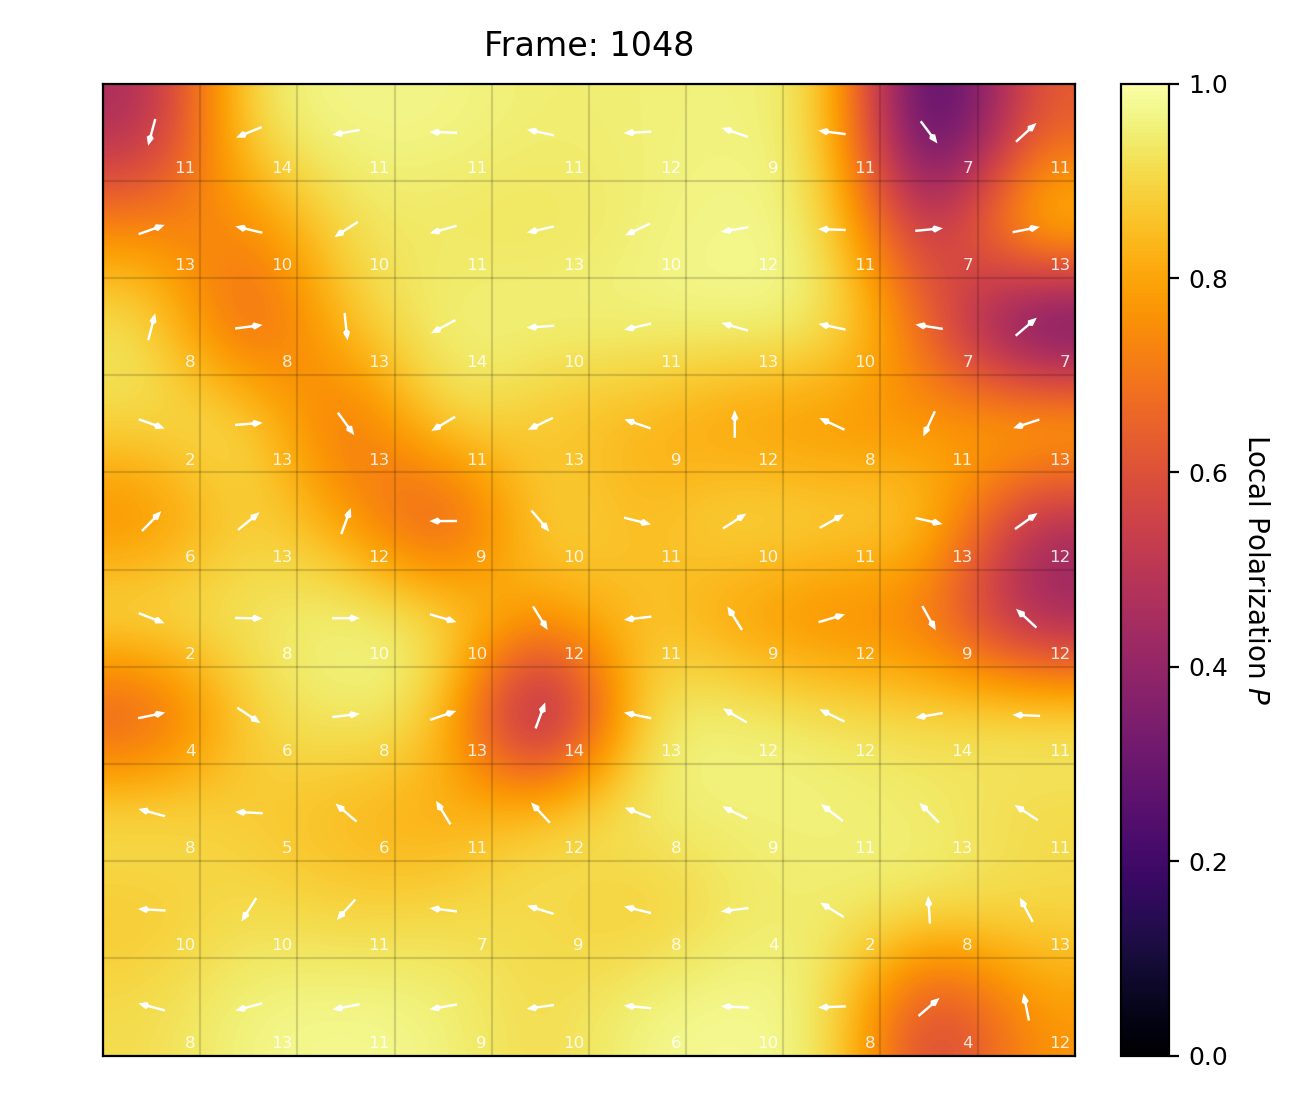 Frame: 1048
11 14 11 11 11 12 9 11 7 11
13 10 10 11 13 10 12 11 7 13
8 8 13 14 10 11 13 10 7 7
2 13 13 11 13 9 12 8 11 13
6 13 12 9 10 11 10 11 13 12
2 8 10 10 12 11 9 12 9 12
4 6 8 13 14 13 12 12 14 11
8 5 6 11 12 8 9 11 13 11
10 10 11 7 9 8 4 2 8 13
8 13 11 9 10 6 10 8 4 12
1.0
0.8
0.6
0.4
0.2
0.0
Local Polarization P